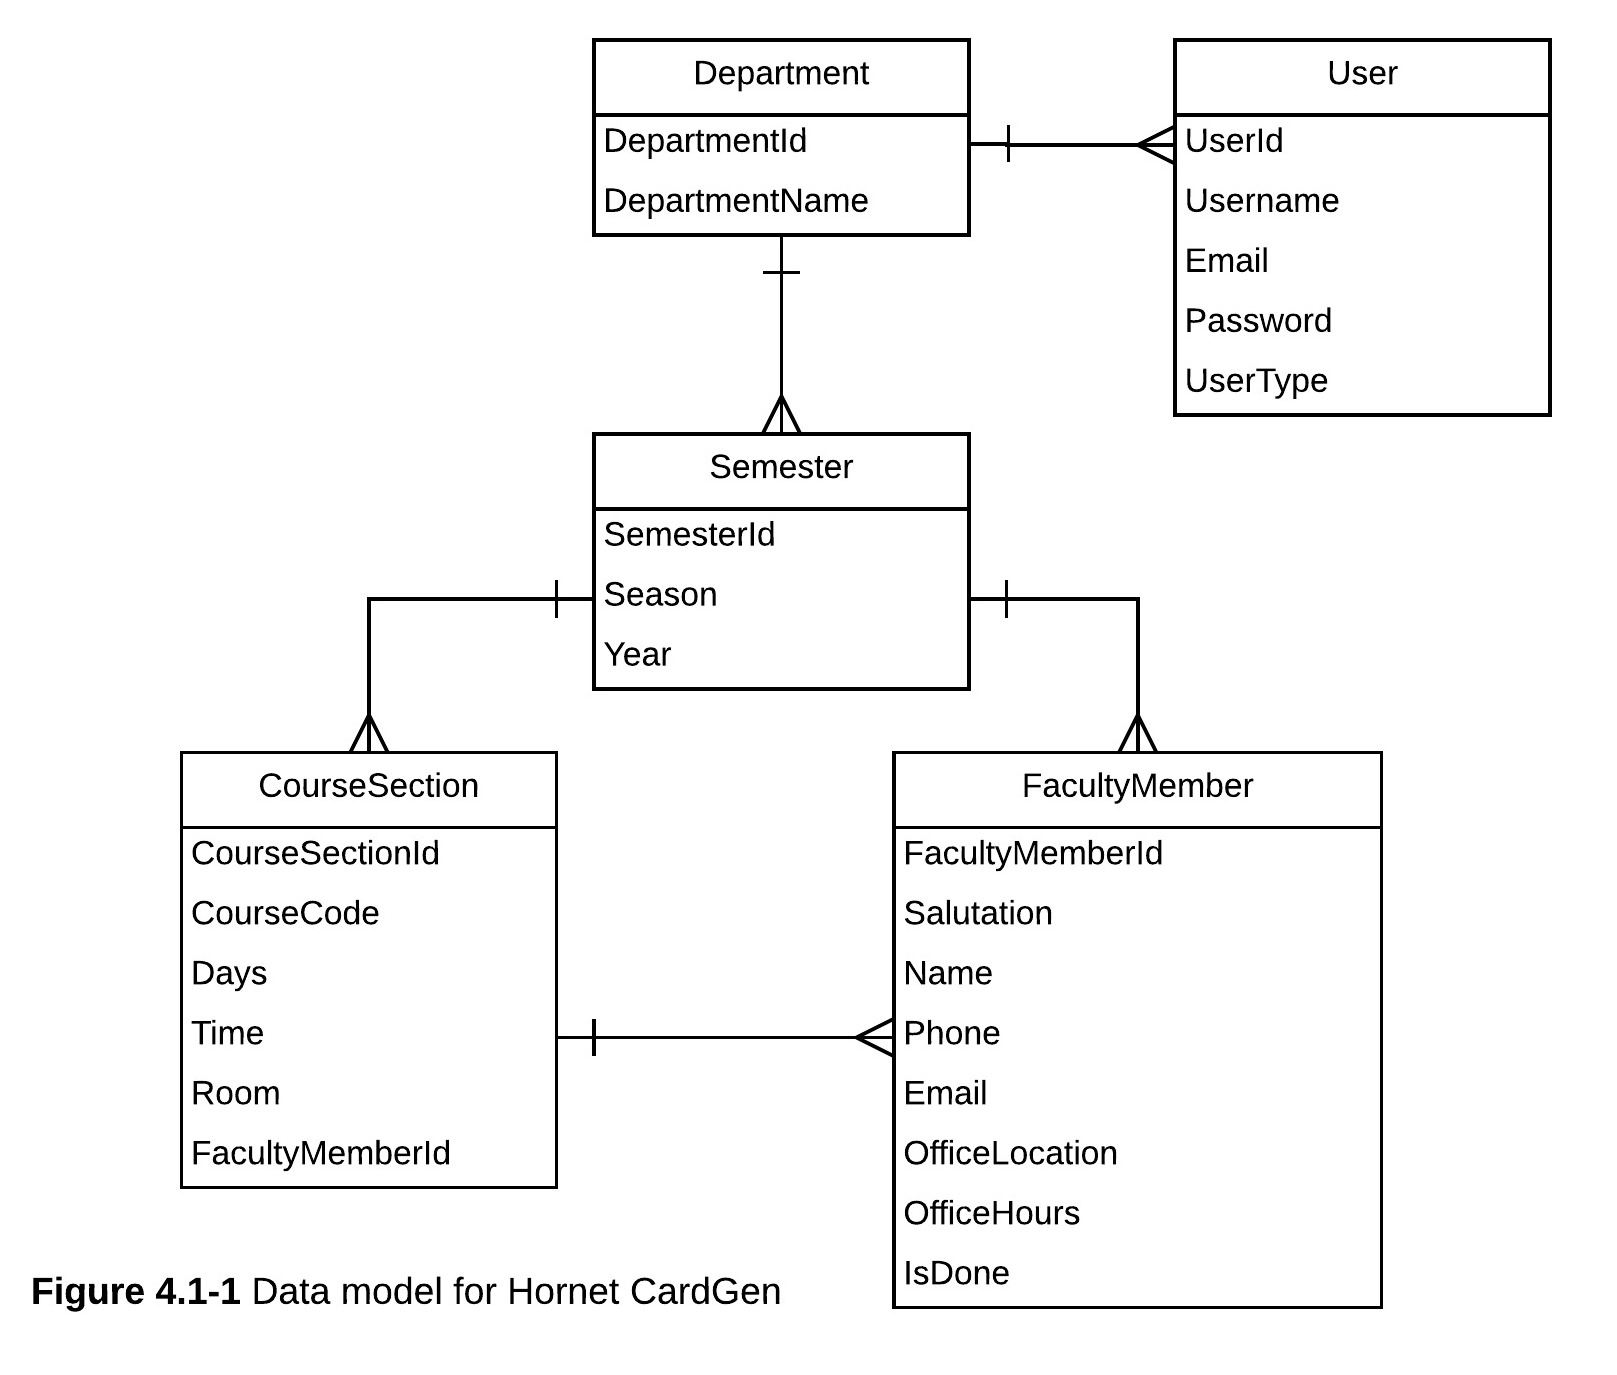 Department
DepartmentId
DepartmentName
User
UserId
Username
Email
Password
UserType
Semester
SemesterId
Season
Year
CourseSection
CourseSectionId
CourseCode
Days
Time
Room
FacultyMemberId
FacultyMember
FacultyMemberId
Salutation
Name
Phone
Email
OfficeLocation
OfficeHours
IsDone
Figure 4.1-1 Data model for Hornet CardGen